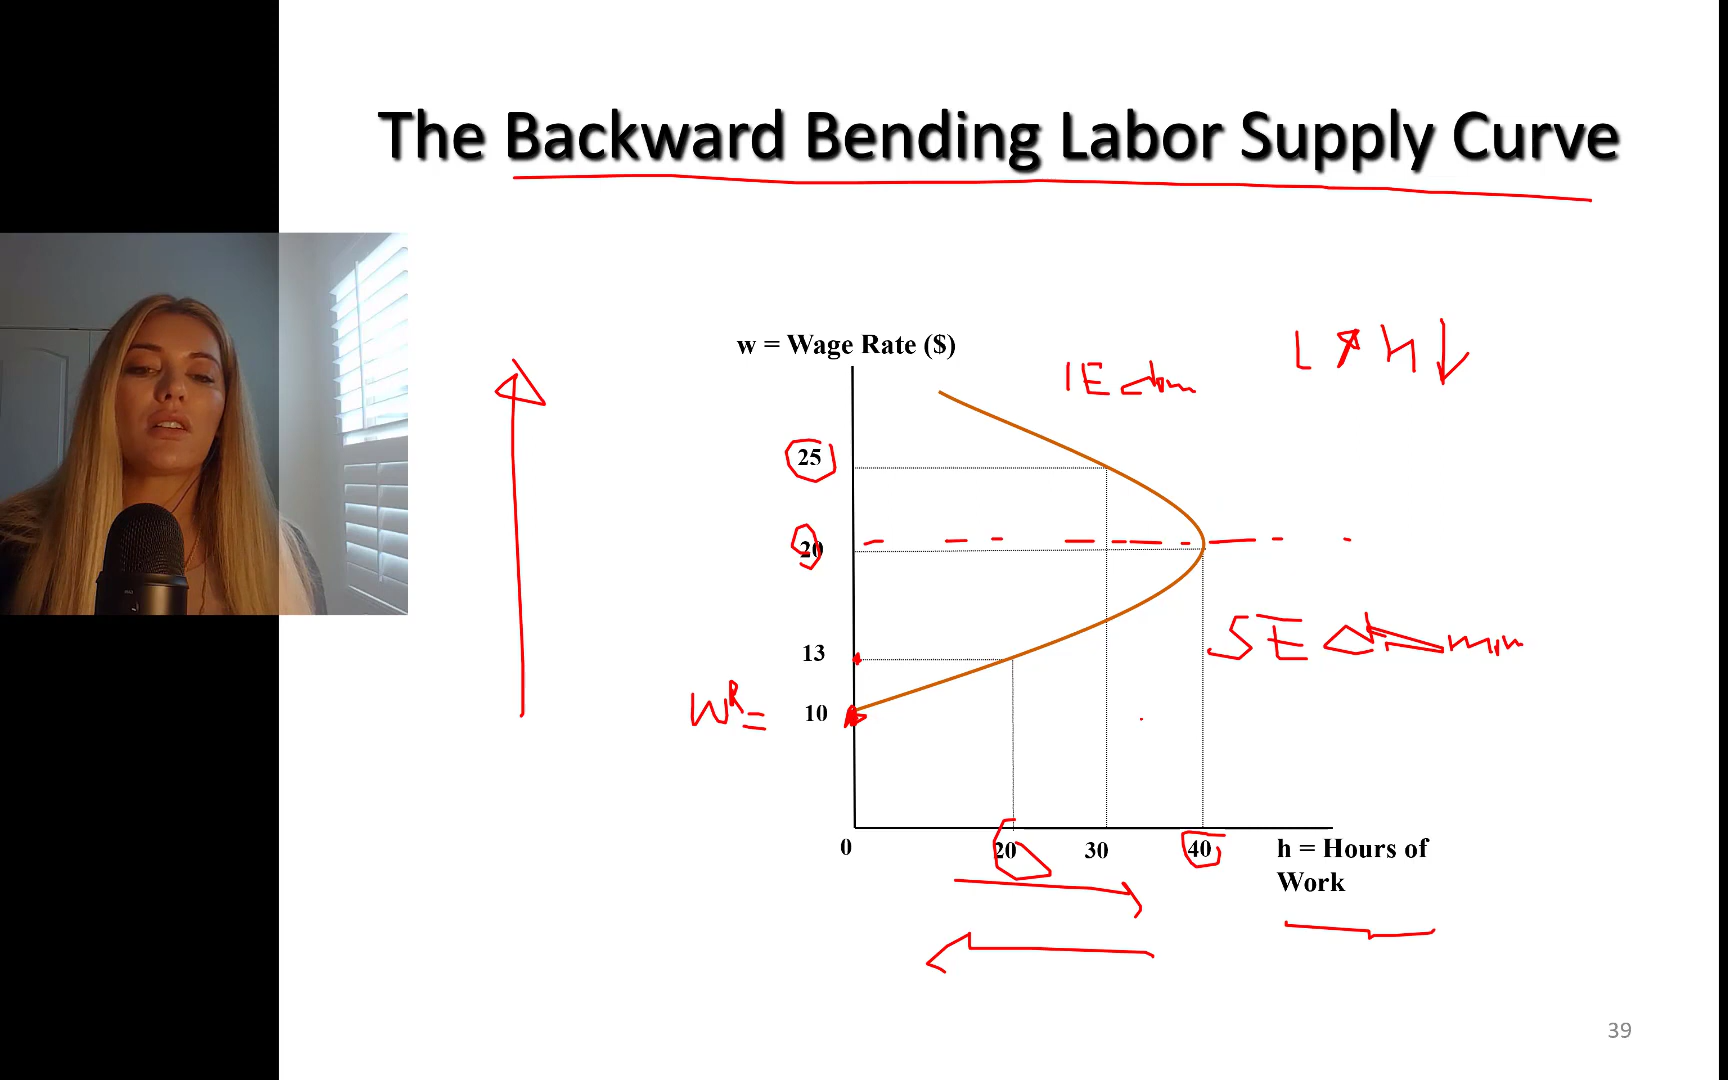 The Backward Bending Labor Supply Curve
w = Wage Rate ($)
L H
IE dom
25
20
SE
13
W^R =
10
0 20 30 40
h = Hours of
Work
39